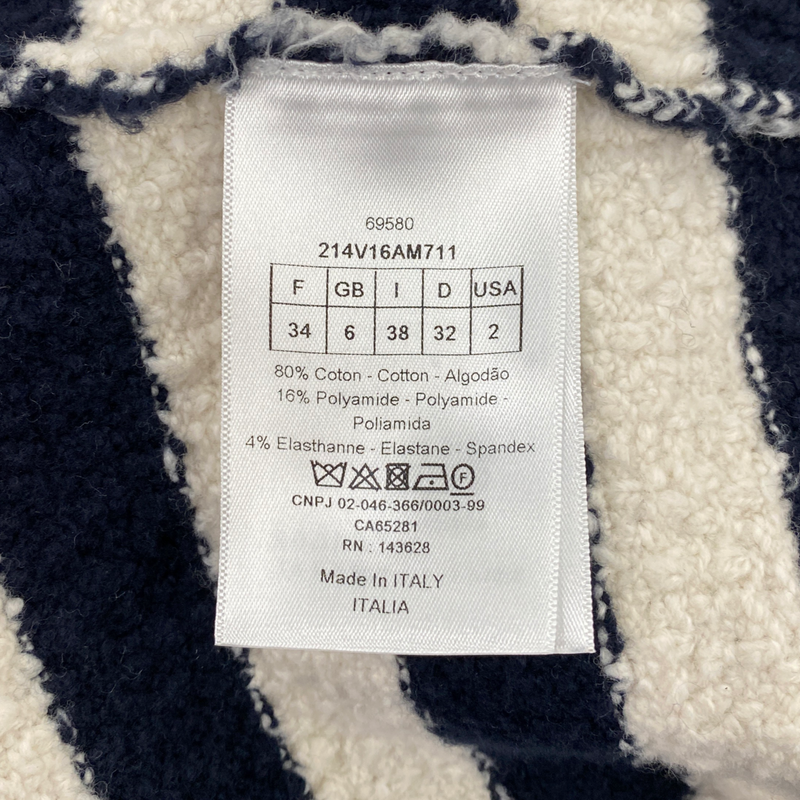 69580
214V16AM711
F GB I D USA
34 6 38 32 2
80% Coton - Cotton - Algodão
16% Polyamide - Polyamide -
Poliamida
4% Elasthanne - Elastane - Spandex
F
CNPJ 02-046-366/0003-99
CA65281
RN : 143628
Made In ITALY
ITALIA